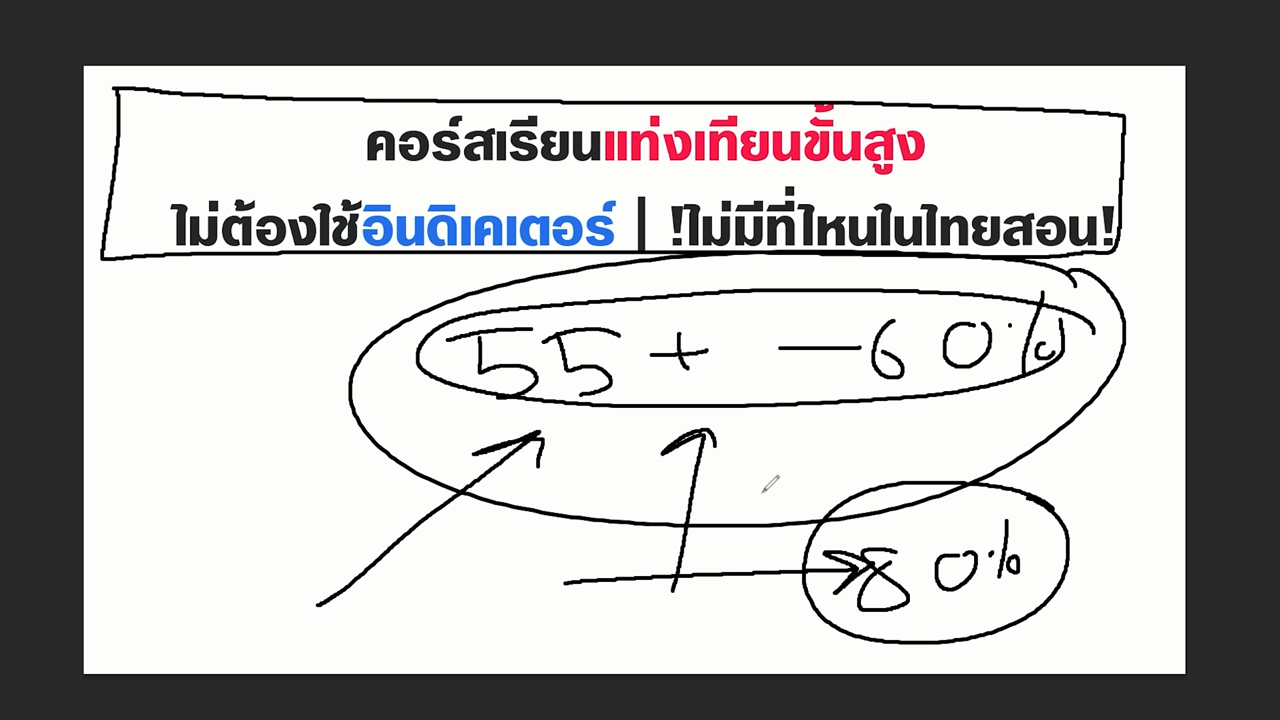 คอร์สเรียนแท่งเทียนขั้นสูง
ไม่ต้องใช้อินดิเคเตอร์ | !ไม่มีที่ไหนในไทยสอน!
55 + — 60%
80%